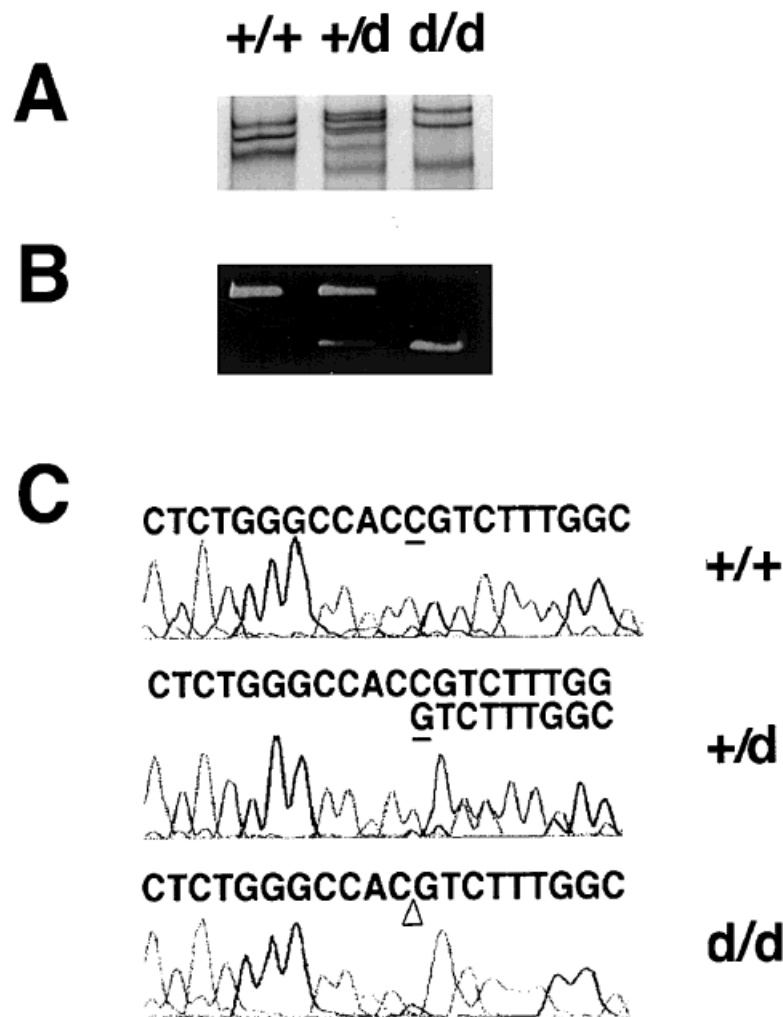 +/+ +/d d/d
A
B
C
CTCTGGGCCACCGTCTTTGGC
+/+
CTCTGGGCCACCGTCTTTGG
GTCTTTGGC
+/d
CTCTGGGCCACGTCTTTGGC
d/d